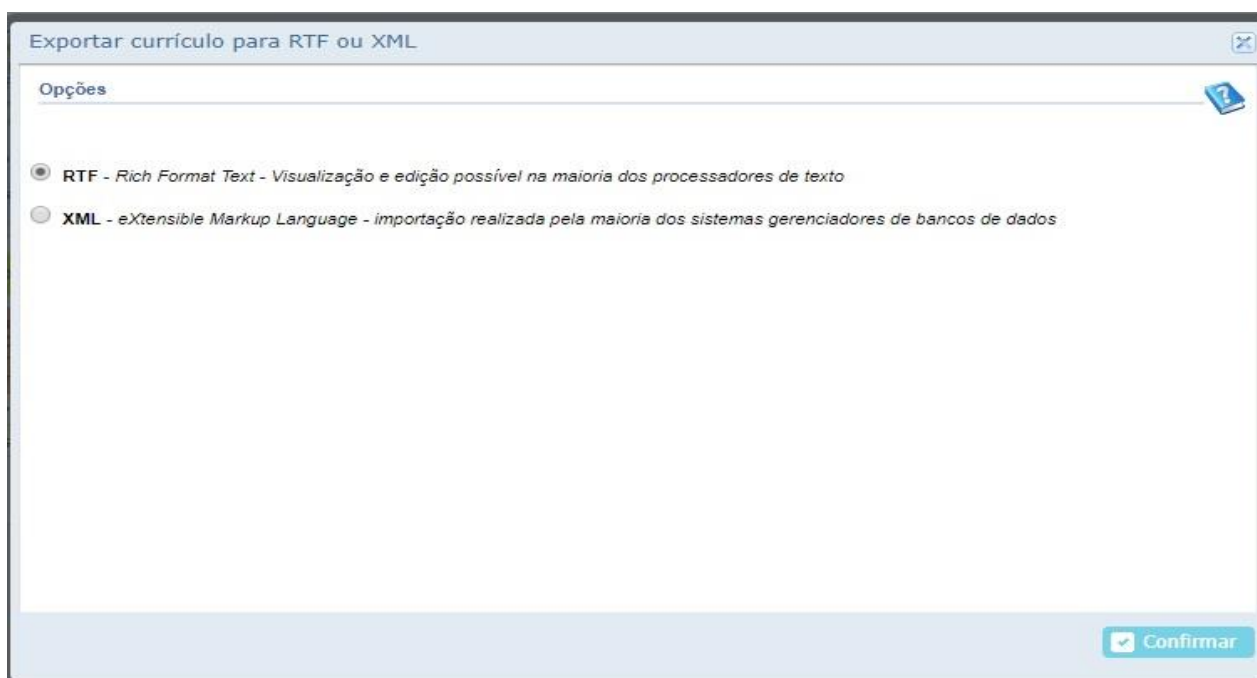 Exportar currículo para RTF ou XML
Opções
RTF - Rich Format Text - Visualização e edição possível na maioria dos processadores de texto
XML - eXtensible Markup Language - importação realizada pela maioria dos sistemas gerenciadores de bancos de dados
Confirmar